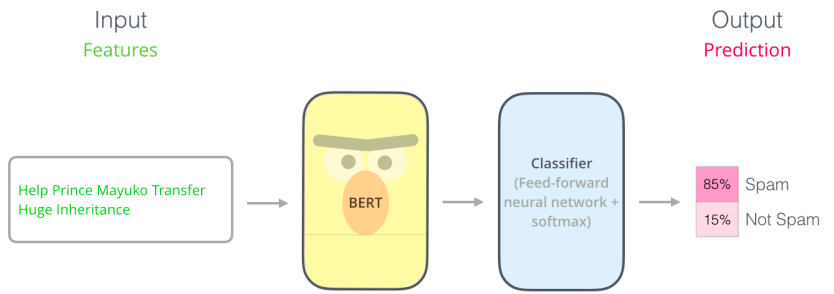 Input
Features
Output
Prediction
Help Prince Mayuko Transfer
Huge Inheritance
BERT
Classifier
(Feed-forward
neural network +
softmax)
85% Spam
15% Not Spam